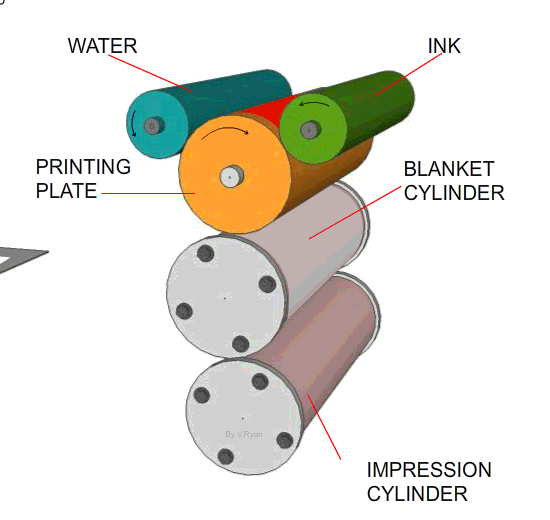 WATER
INK
PRINTING
PLATE
BLANKET
CYLINDER
By V.Ryan
IMPRESSION
CYLINDER